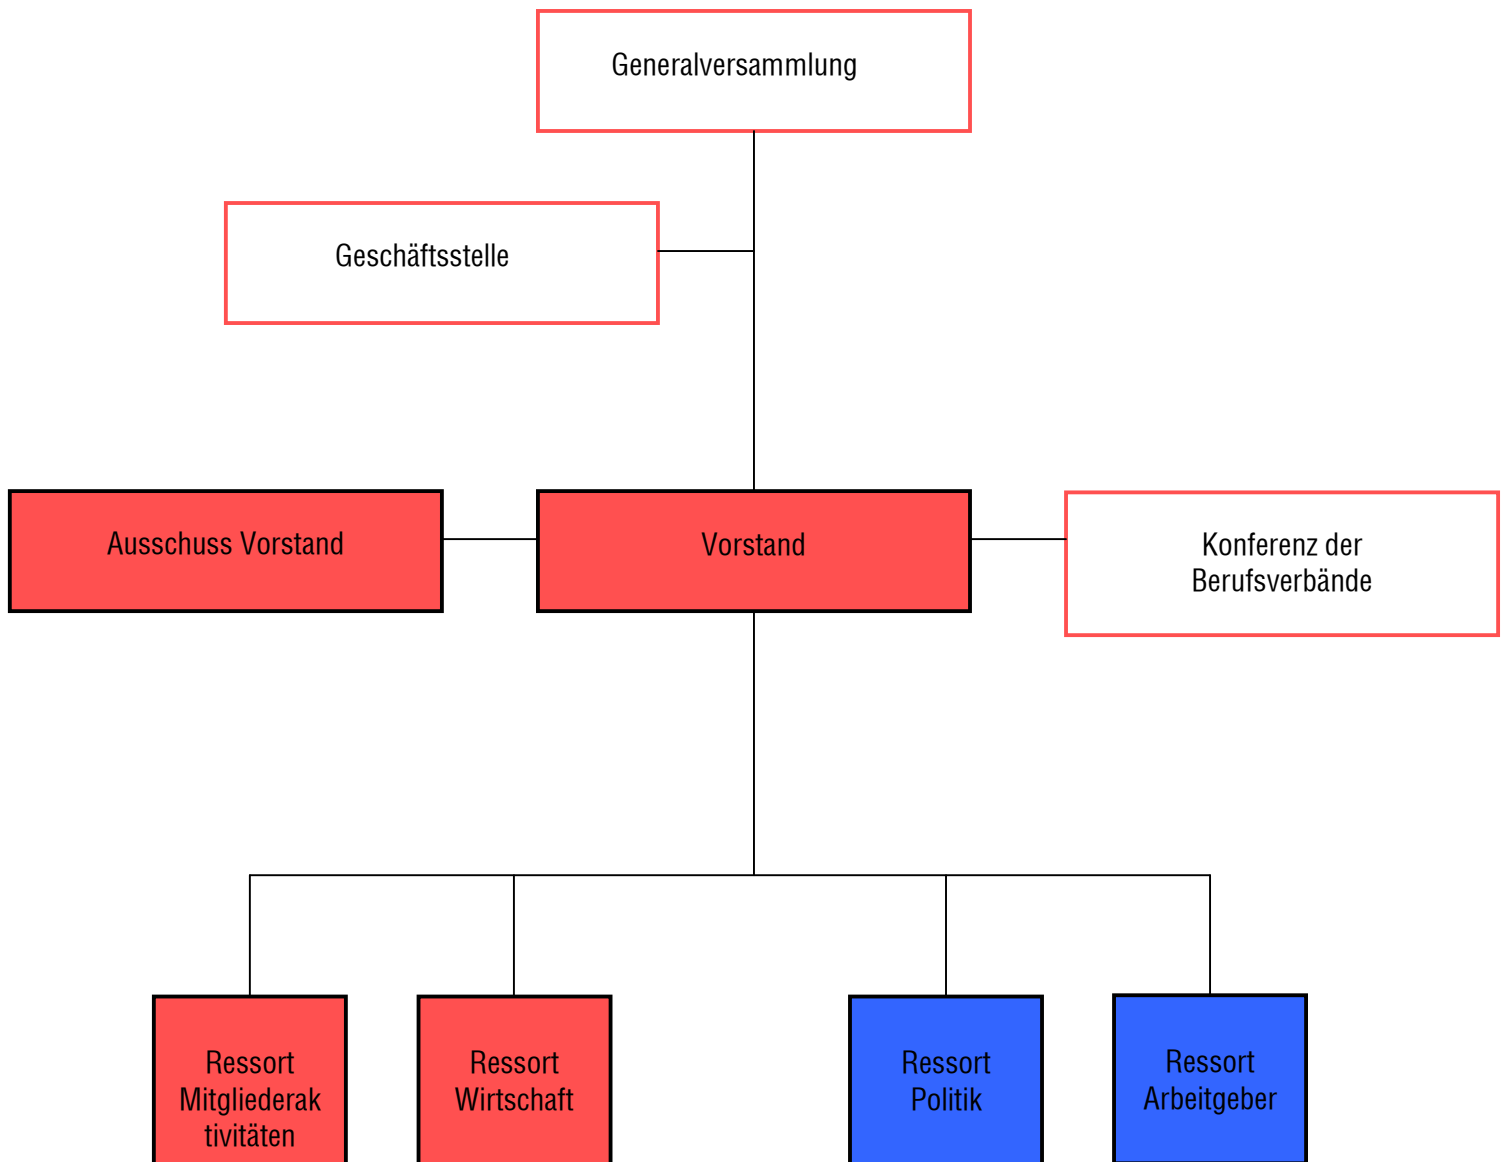 Generalversammlung
Geschäftsstelle
Ausschuss Vorstand
Vorstand
Konferenz der
Berufsverbände
Ressort
Mitgliederak
tivitäten
Ressort
Wirtschaft
Ressort
Politik
Ressort
Arbeitgeber